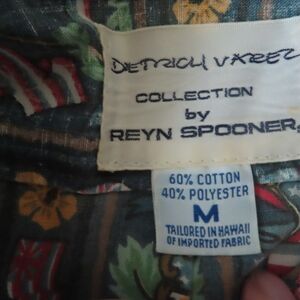 DIETRICH VAREZ
COLLECTION
by
REYN SPOONER
60% COTTON
40% POLYESTER
M
TAILORED IN HAWAII
OF IMPORTED FABRIC